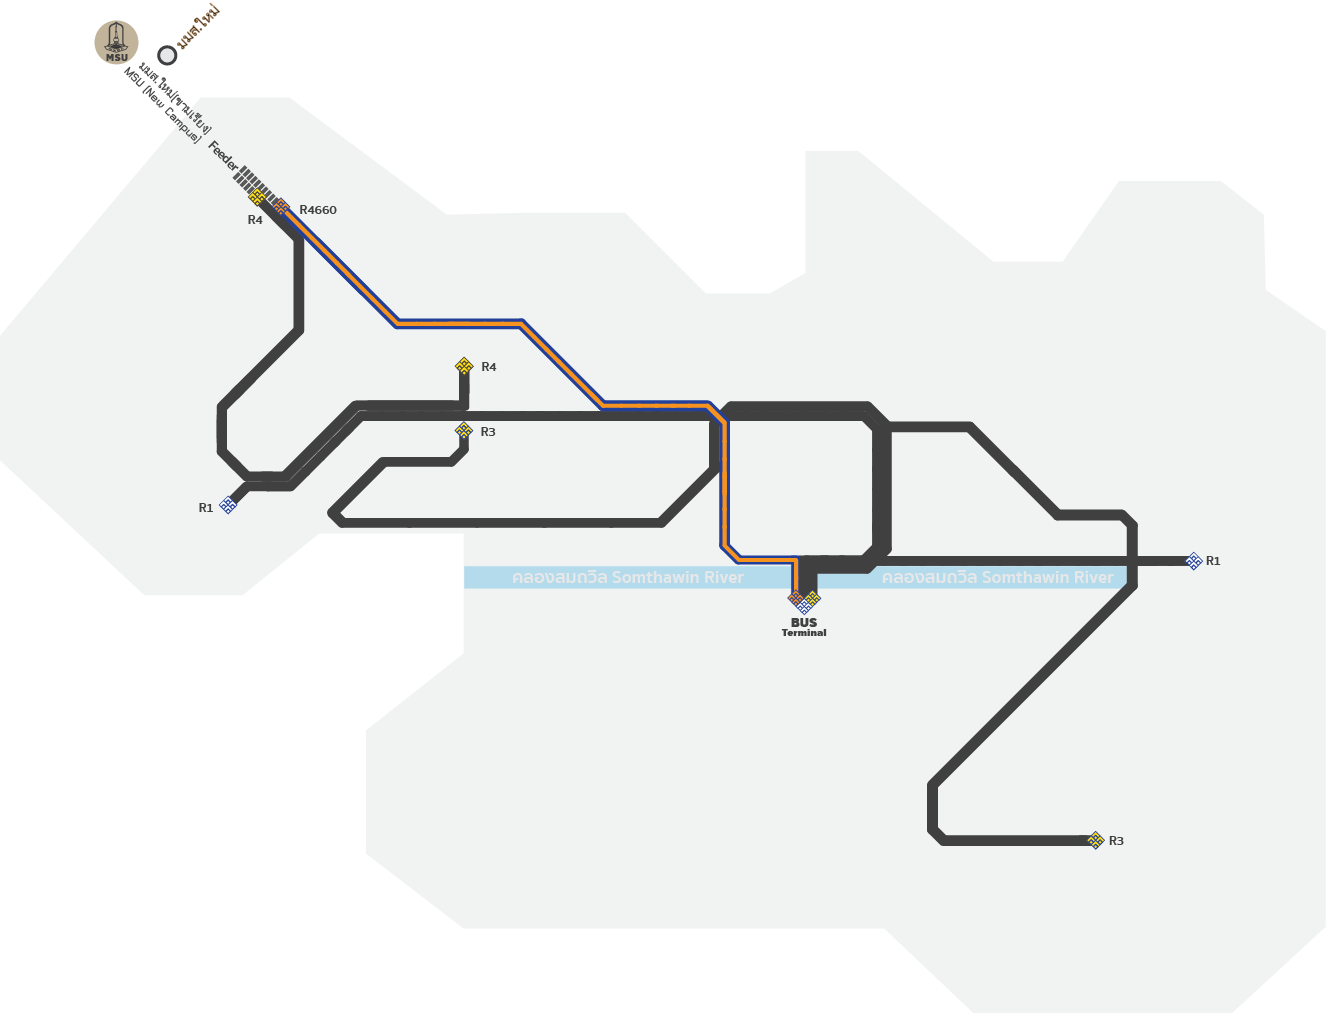 มมส.ใหม่
MSU
มมส.ใหม่(ขามเรียง)
MSU (New Campus)
Feeder
R4660
R4
R4
R3
R1
R1
คลองสมถวิล Somthawin River
คลองสมถวิล Somthawin River
BUS
Terminal
R3